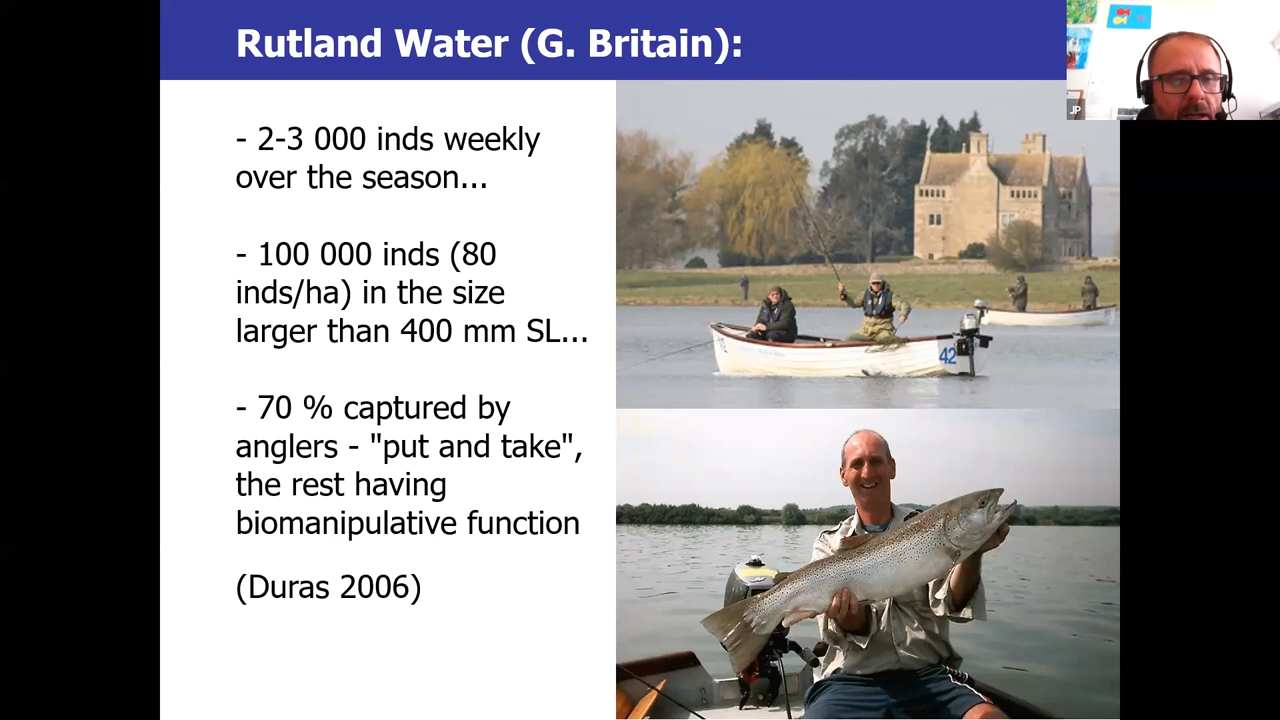 Rutland Water (G. Britain):
JP
- 2-3 000 inds weekly
over the season...
- 100 000 inds (80
inds/ha) in the size
larger than 400 mm SL...
- 70 % captured by
anglers - "put and take",
the rest having
biomanipulative function
(Duras 2006)
42